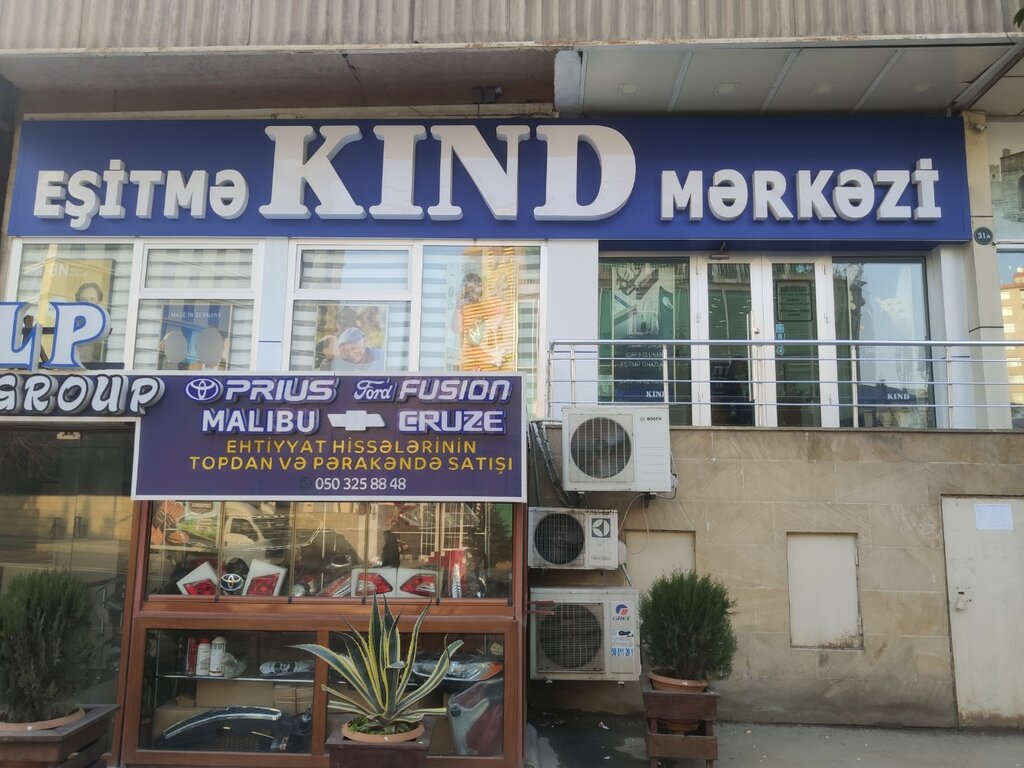 EŞİTMƏ KIND MƏRKƏZİ
31A
MADE IN GERMANY
LP
GROUP
PRIUS Ford FUSION
MALIBU CRUZE
EHTİYYAT HİSSƏLƏRİNİN
TOPDAN VƏ PƏRAKƏNDƏ SATIŞI
050 325 88 48
KIND
KIND
BOSCH
GREE